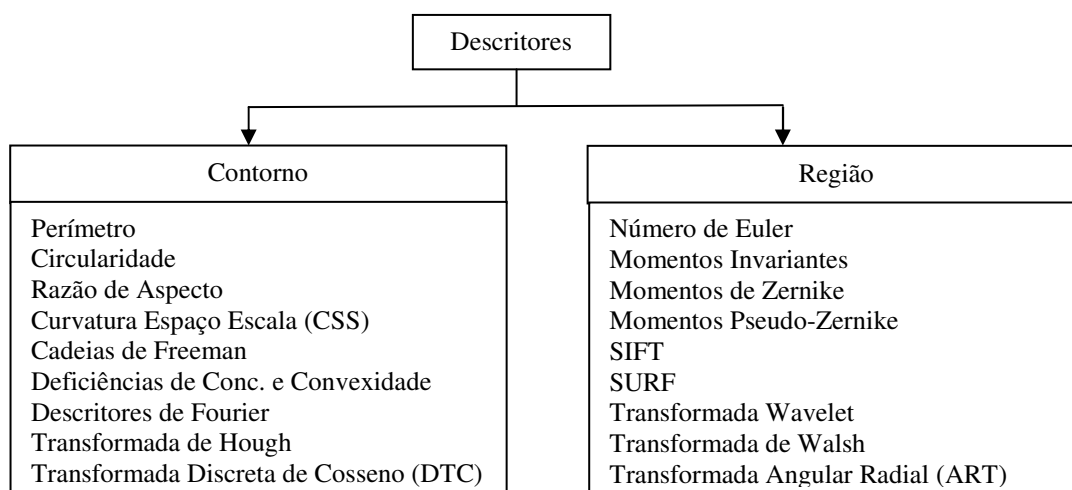 Descritores
Contorno
Perímetro
Circularidade
Razão de Aspecto
Curvatura Espaço Escala (CSS)
Cadeias de Freeman
Deficiências de Conc. e Convexidade
Descritores de Fourier
Transformada de Hough
Transformada Discreta de Cosseno (DTC)
Região
Número de Euler
Momentos Invariantes
Momentos de Zernike
Momentos Pseudo-Zernike
SIFT
SURF
Transformada Wavelet
Transformada de Walsh
Transformada Angular Radial (ART)